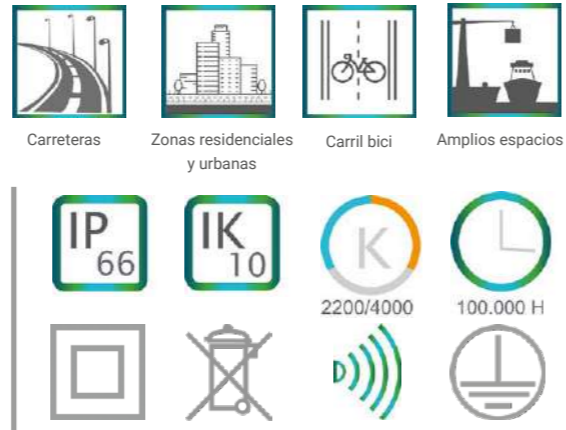 Carreteras
Zonas residenciales
y urbanas
Carril bici
Amplios espacios
IP
66
IK
10
K
2200/4000
100.000 H